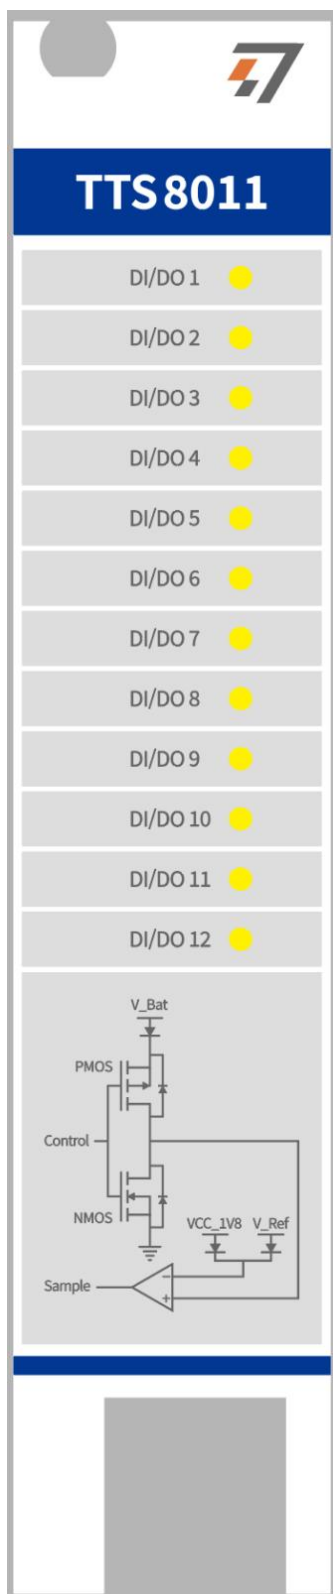 TTS 8011
DI/DO 1
DI/DO 2
DI/DO 3
DI/DO 4
DI/DO 5
DI/DO 6
DI/DO 7
DI/DO 8
DI/DO 9
DI/DO 10
DI/DO 11
DI/DO 12
V_Bat
PMOS
Control
NMOS
VCC_1V8 V_Ref
Sample
−
+